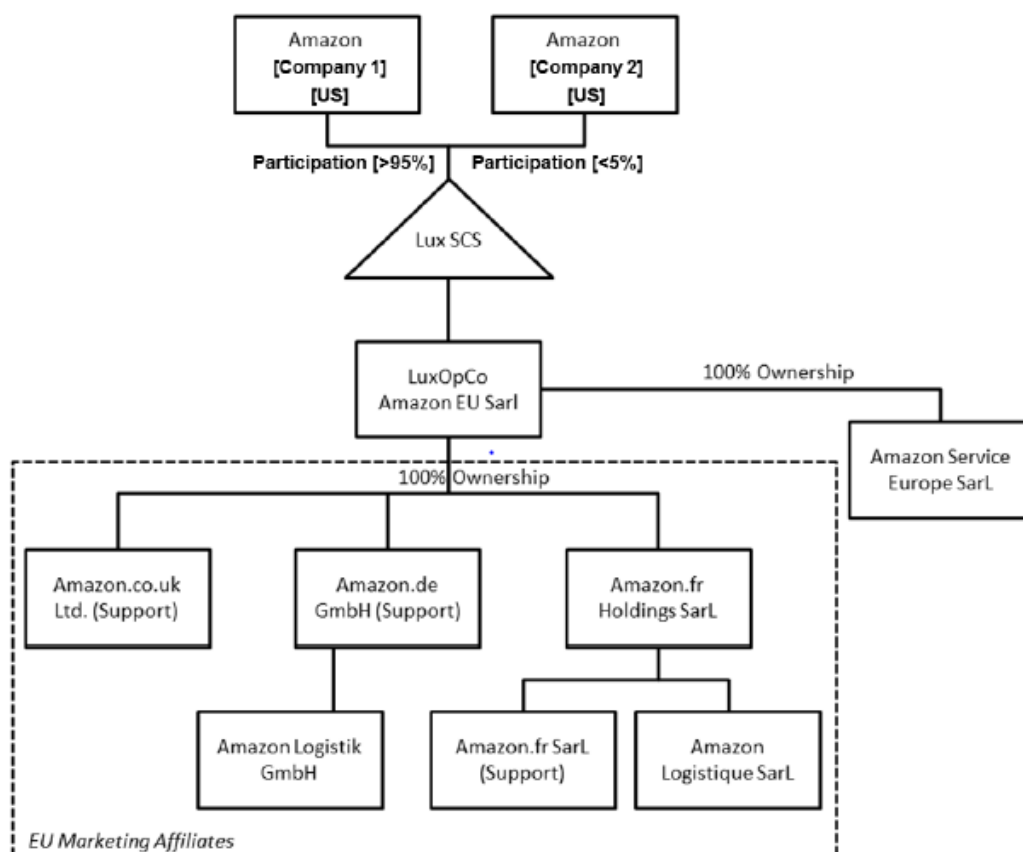 Amazon
[Company 1]
[US]
Amazon
[Company 2]
[US]
Participation [>95%]
Participation [<5%]
Lux SCS
LuxOpCo
Amazon EU Sarl
100% Ownership
Amazon Service
Europe SarL
100% Ownership
Amazon.co.uk
Ltd. (Support)
Amazon.de
GmbH (Support)
Amazon.fr
Holdings SarL
Amazon Logistik
GmbH
Amazon.fr SarL
(Support)
Amazon
Logistique SarL
EU Marketing Affiliates